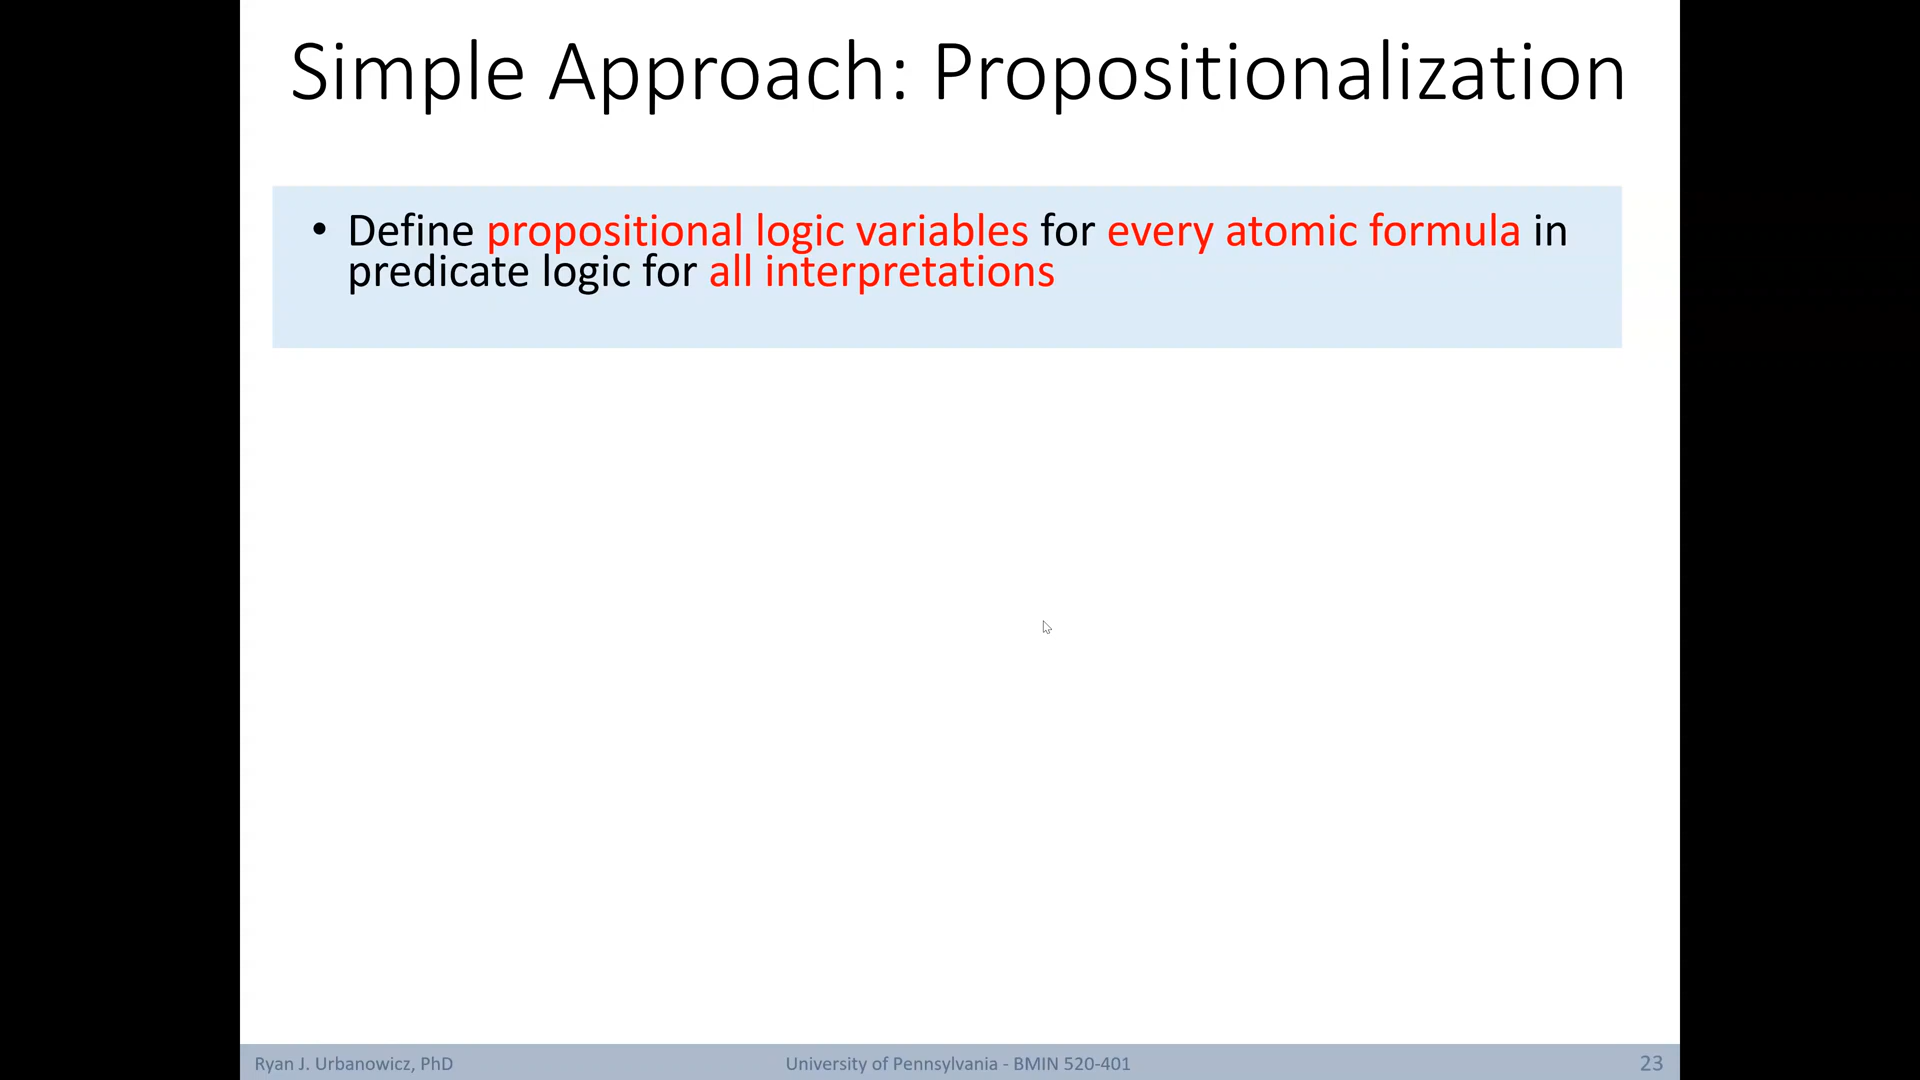 Simple Approach: Propositionalization
• Define propositional logic variables for every atomic formula in
predicate logic for all interpretations
Ryan J. Urbanowicz, PhD
University of Pennsylvania - BMIN 520-401
23